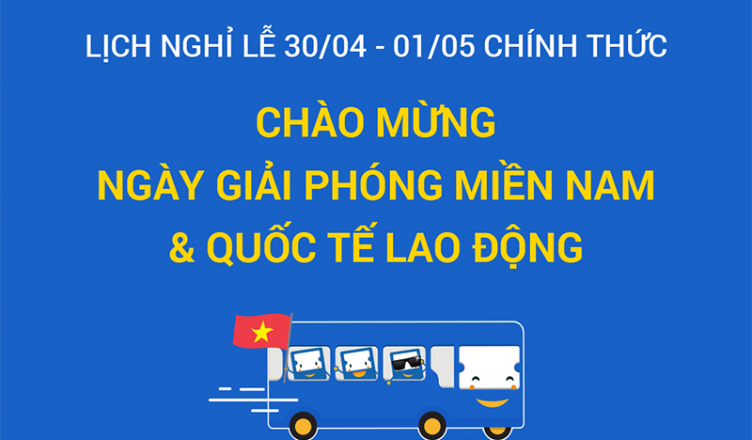 LỊCH NGHỈ LỄ 30/04 - 01/05 CHÍNH THỨC
CHÀO MỪNG
NGÀY GIẢI PHÓNG MIỀN NAM
& QUỐC TẾ LAO ĐỘNG